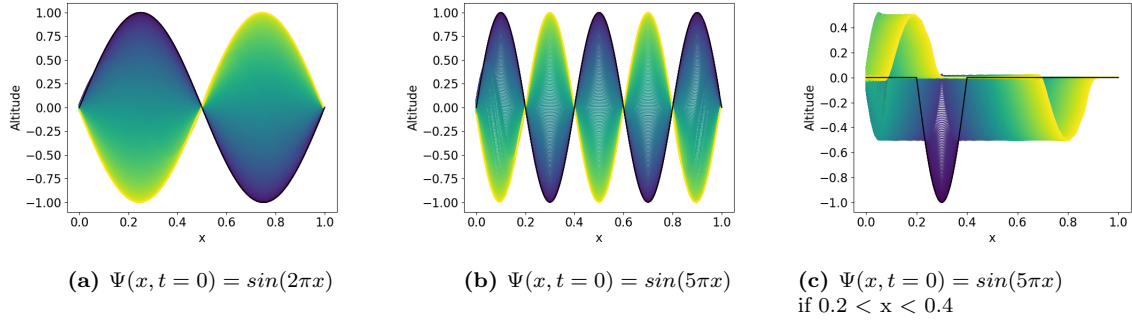 1.00
0.75
0.50
0.25
0.00
−0.25
−0.50
−0.75
−1.00
Altitude
0.0 0.2 0.4 0.6 0.8 1.0
x
(a) Ψ(x, t = 0) = sin(2πx)
1.00
0.75
0.50
0.25
0.00
−0.25
−0.50
−0.75
−1.00
Altitude
0.0 0.2 0.4 0.6 0.8 1.0
x
(b) Ψ(x, t = 0) = sin(5πx)
0.4
0.2
0.0
−0.2
−0.4
−0.6
−0.8
−1.0
Altitude
0.0 0.2 0.4 0.6 0.8 1.0
x
(c) Ψ(x, t = 0) = sin(5πx)
if 0.2 < x < 0.4